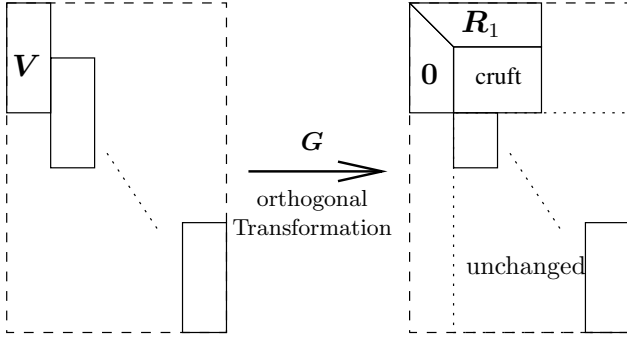 V
G
orthogonal
Transformation
R1
0
cruft
unchanged